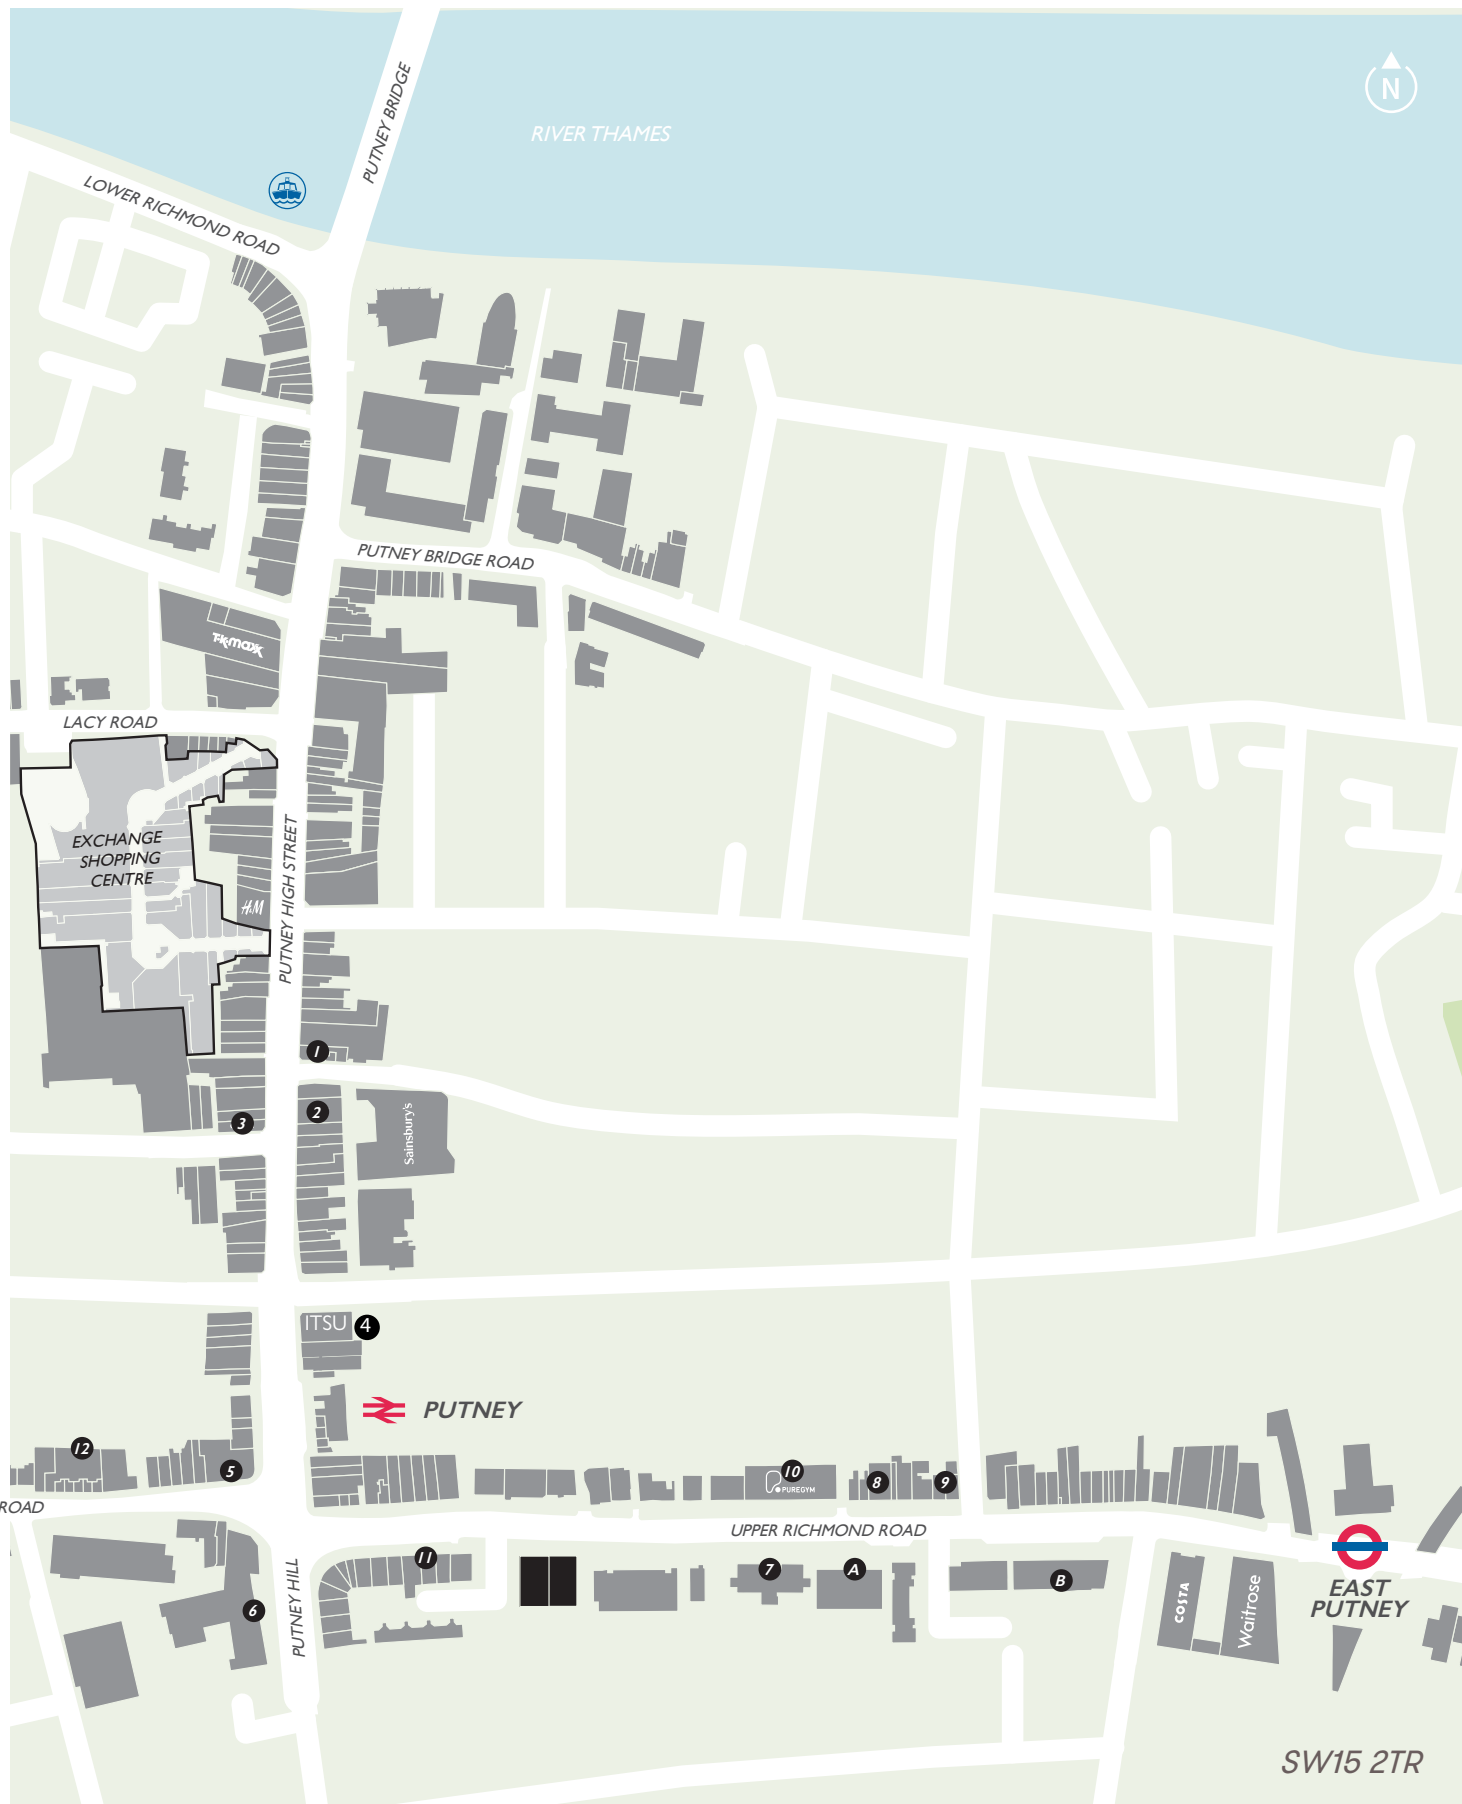 N
PUTNEY BRIDGE
RIVER THAMES
LOWER RICHMOND ROAD
PUTNEY BRIDGE ROAD
T·K·maxx
LACY ROAD
EXCHANGE
SHOPPING
CENTRE
H&M
PUTNEY HIGH STREET
1
2
3
Sainsbury's
ITSU
4
PUTNEY
12
5
10
PUREGYM
8
9
ROAD
UPPER RICHMOND ROAD
11
7
A
B
6
PUTNEY HILL
COSTA
Waitrose
EAST
PUTNEY
SW15 2TR